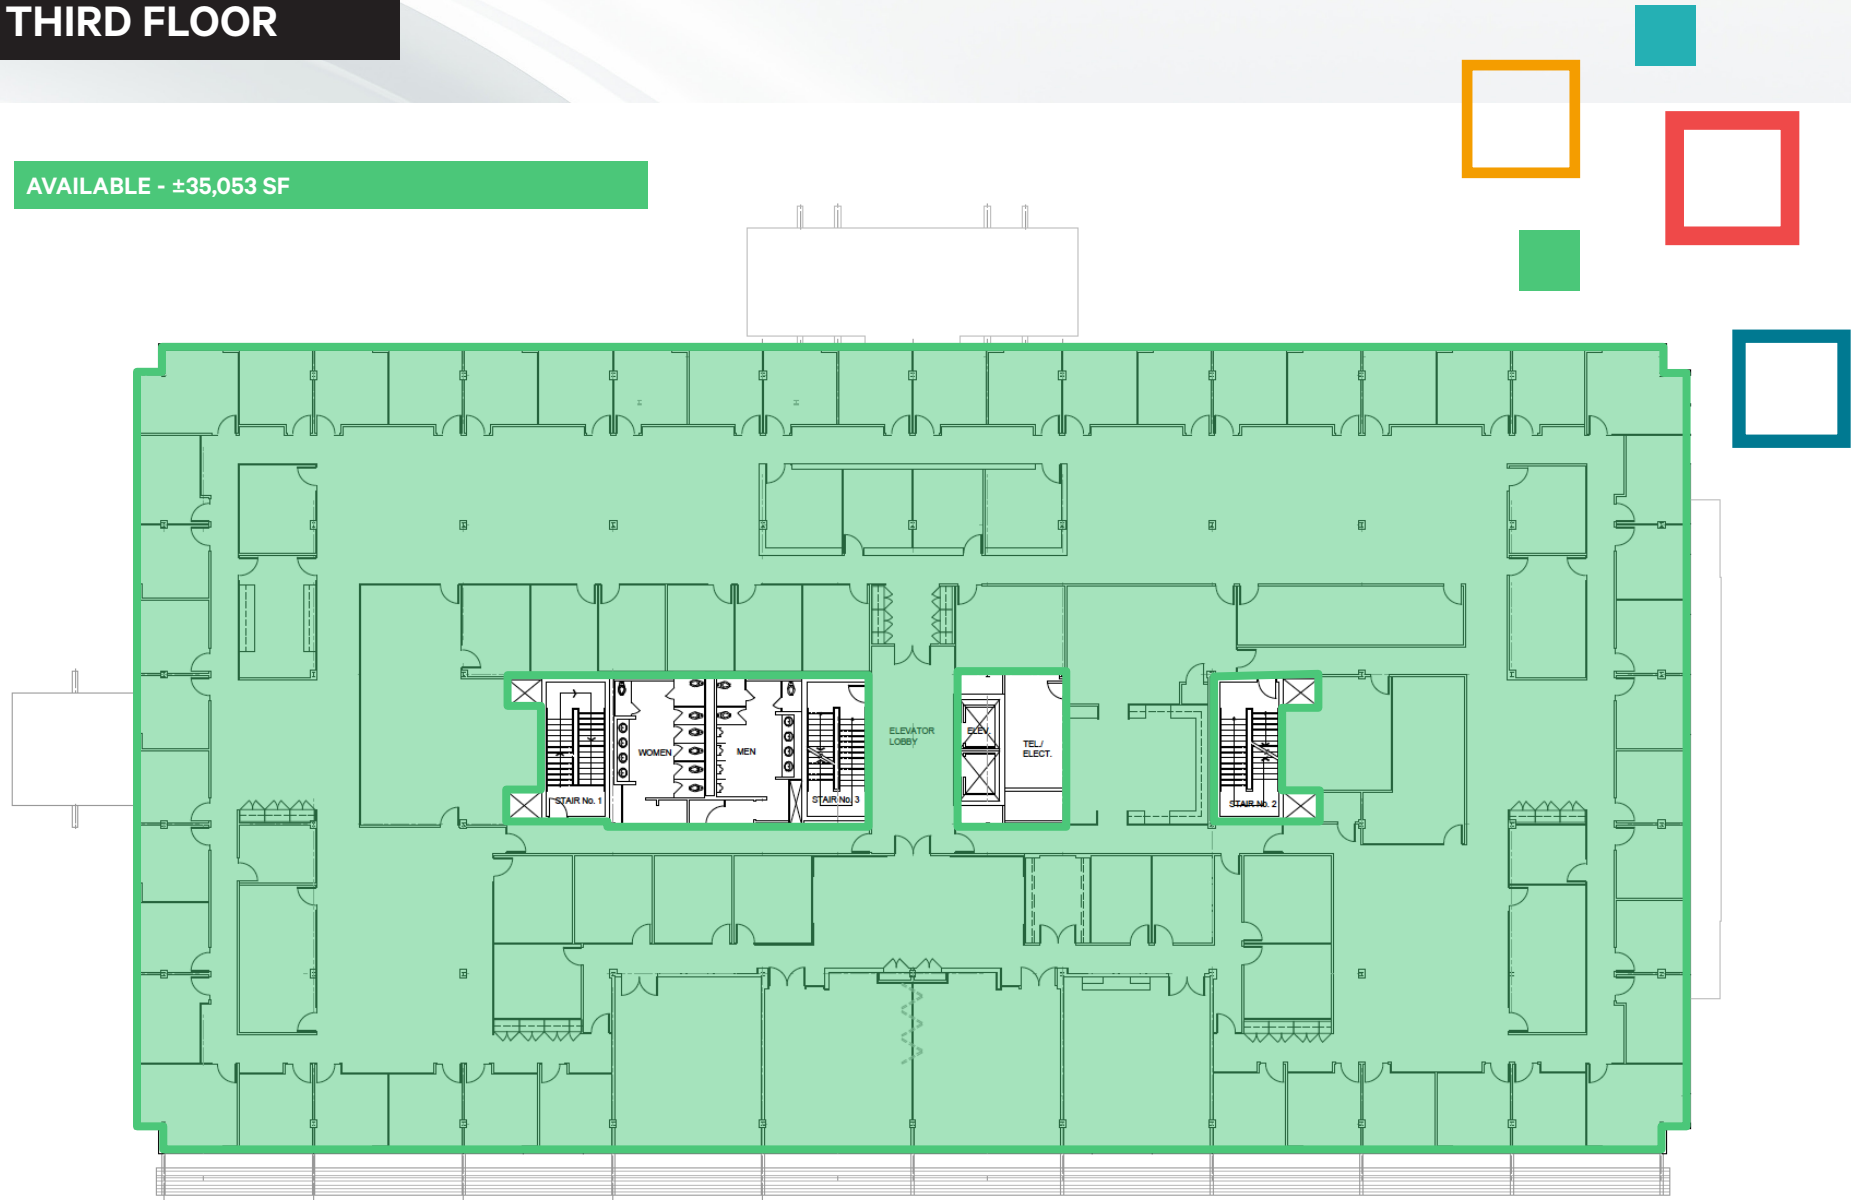 THIRD FLOOR
AVAILABLE - ±35,053 SF
ELEVATOR
LOBBY
ELEV.
TEL./
ELECT.
WOMEN
MEN
STAIR No. 1
STAIR No. 3
STAIR No. 2